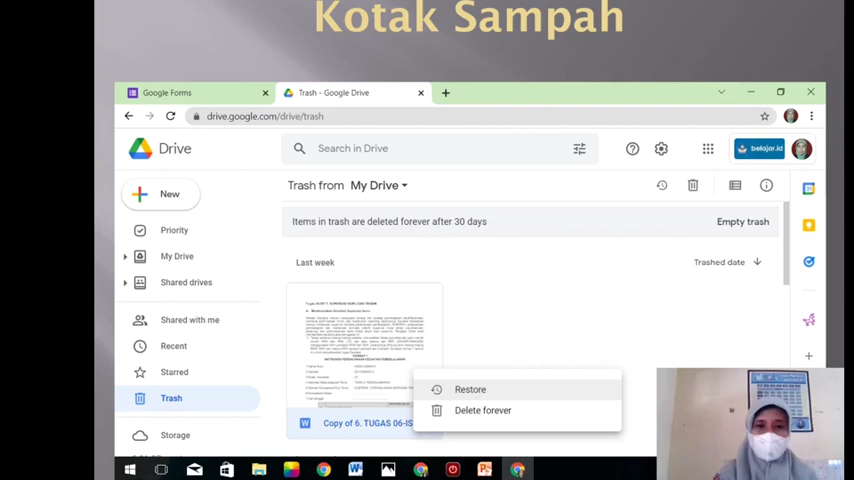 Kotak Sampah
Google Forms
Trash - Google Drive
drive.google.com/drive/trash
Drive
Search in Drive
belajar.id
New
Trash from My Drive
Priority
Items in trash are deleted forever after 30 days
Empty trash
My Drive
Last week
Trashed date
Shared drives
Shared with me
Recent
Starred
Restore
Trash
Delete forever
Copy of 6. TUGAS 06-IS
Storage